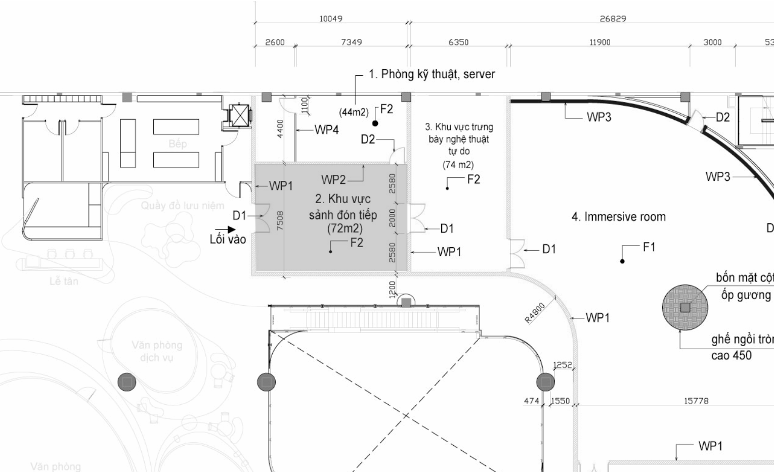 10049
26829
2600
7349
6350
11900
3000
1. Phòng kỹ thuật, server
(44m2)
F2
1100
4400
WP4
D2
3. Khu vực trưng
bày nghệ thuật
tự do
(74 m2)
F2
WP3
D2
WP3
Bếp
WP2
WP1
2. Khu vực
sảnh đón tiếp
(72m2)
F2
7508
2580
2000
2580
D1
Lối vào
Quầy đồ lưu niệm
D1
WP1
D1
4. Immersive room
F1
D
Lễ tân
1200
R4800
WP1
bốn mặt cột
ốp gương
ghế ngồi tròn
cao 450
Văn phòng
dịch vụ
1252
474
1550
15778
WP1
Văn phòng